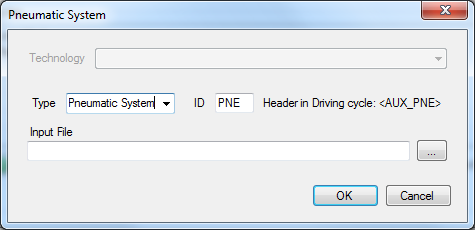 Pneumatic System
Technology
Type Pneumatic System ID PNE Header in Driving cycle: <AUX_PNE>
Input File
...
OK Cancel